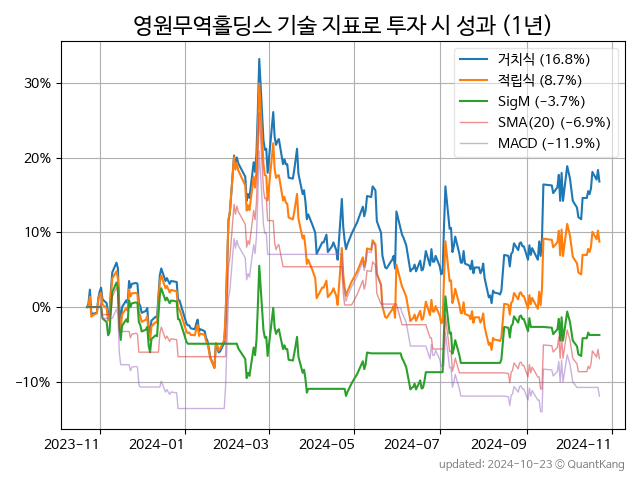 영원무역홀딩스 기술 지표로 투자 시 성과 (1년)
거치식 (16.8%)
적립식 (8.7%)
SigM (−3.7%)
SMA(20) (−6.9%)
MACD (−11.9%)
30%
20%
10%
0%
−10%
2023-11 2024-01 2024-03 2024-05 2024-07 2024-09 2024-11
updated: 2024-10-23 © QuantKang